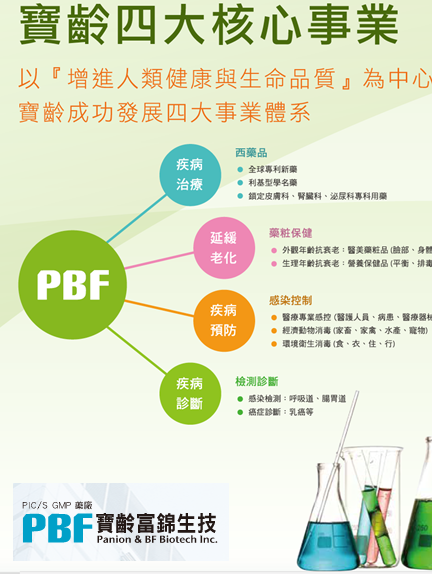 寶齡四大核心事業
以『增進人類健康與生命品質』為中心
寶齡成功發展四大事業體系
PBF
疾病
治療
西藥品
全球專利新藥
利基型學名藥
鎖定皮膚科、腎臟科、泌尿科專科用藥
延緩
老化
藥粧保健
外觀年齡抗衰老：醫美藥粧品 (臉部、身體
生理年齡抗衰老：營養保健品 (平衡、排毒
疾病
預防
感染控制
醫療專業感控 (醫護人員、病患、醫療器械
經濟動物消毒 (家畜、家禽、水產、寵物)
環境衛生消毒 (食、衣、住、行)
疾病
診斷
檢測診斷
感染檢測：呼吸道、腸胃道
癌症診斷：乳癌等
PIC/S GMP 藥廠
PBF 寶齡富錦生技
Panion & BF Biotech Inc.